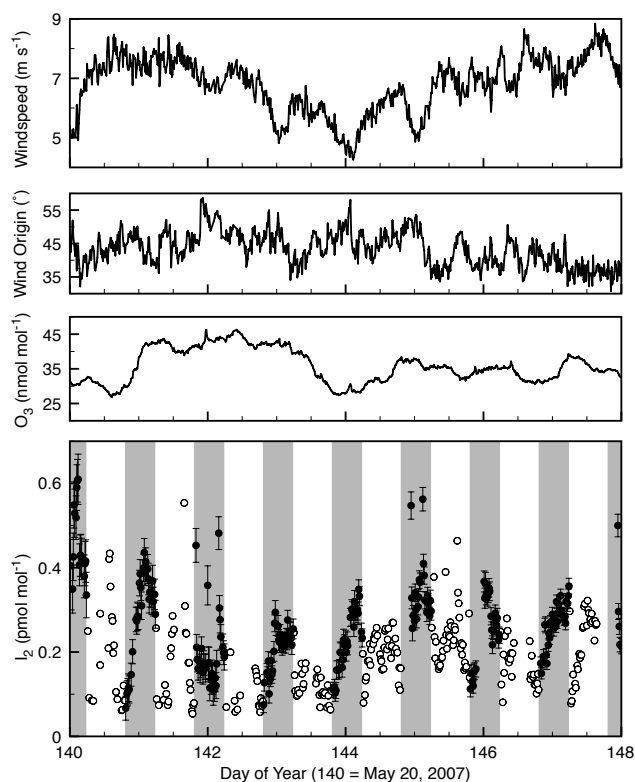 9
7
5
Windspeed (m s⁻¹)
55
45
35
Wind Origin (°)
45
35
25
O₃ (nmol mol⁻¹)
0.6
0.4
0.2
0
I₂ (pmol mol⁻¹)
140 142 144 146 148
Day of Year (140 = May 20, 2007)